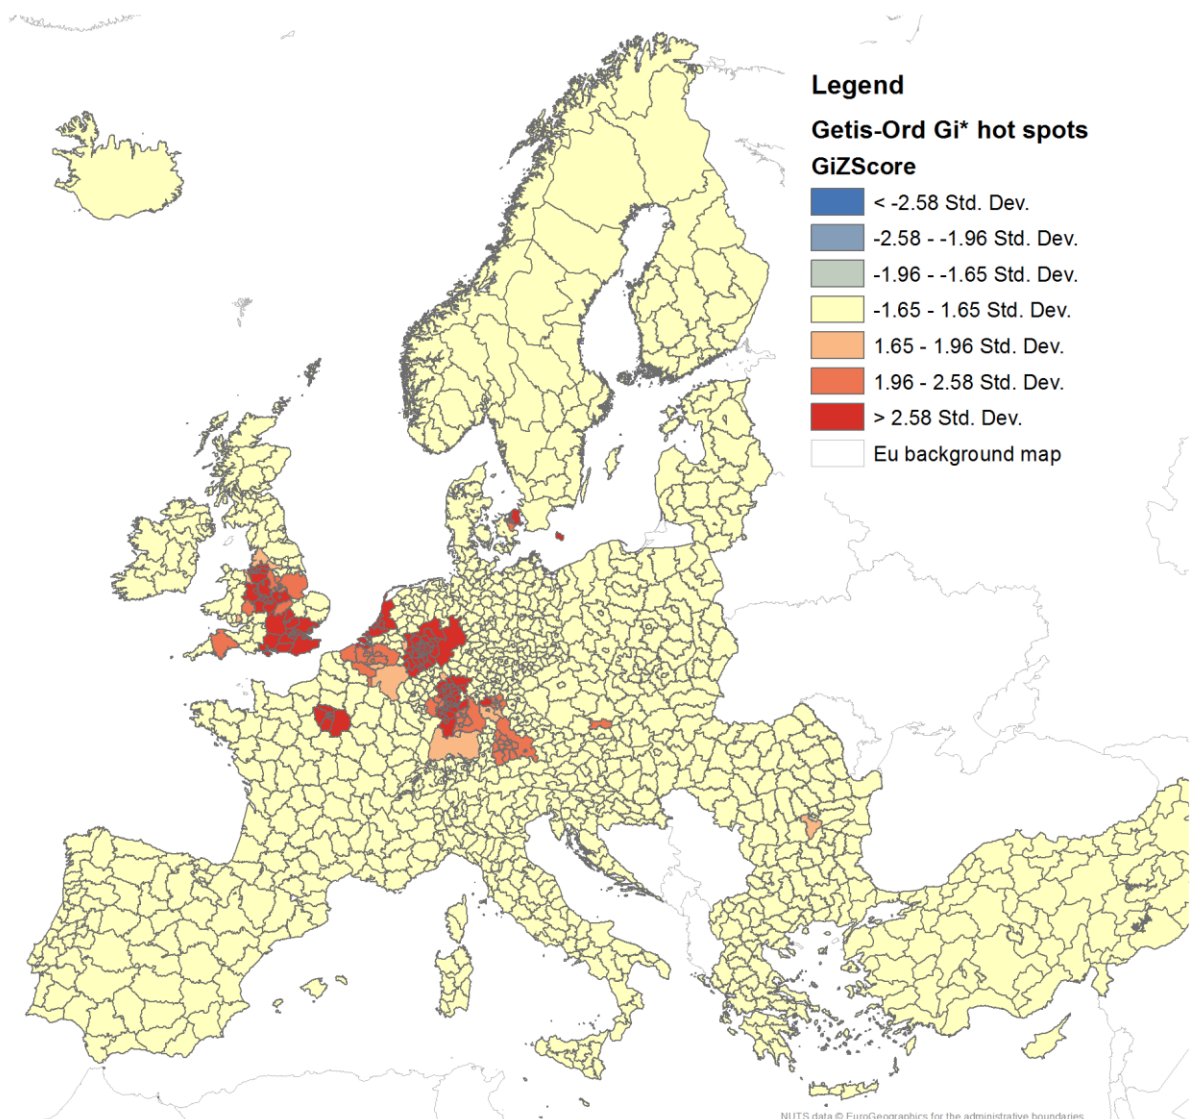 Legend
Getis-Ord Gi* hot spots
GiZScore
< -2.58 Std. Dev.
-2.58 - -1.96 Std. Dev.
-1.96 - -1.65 Std. Dev.
-1.65 - 1.65 Std. Dev.
1.65 - 1.96 Std. Dev.
1.96 - 2.58 Std. Dev.
> 2.58 Std. Dev.
Eu background map
NUTS data © EuroGeographics for the administrative boundaries